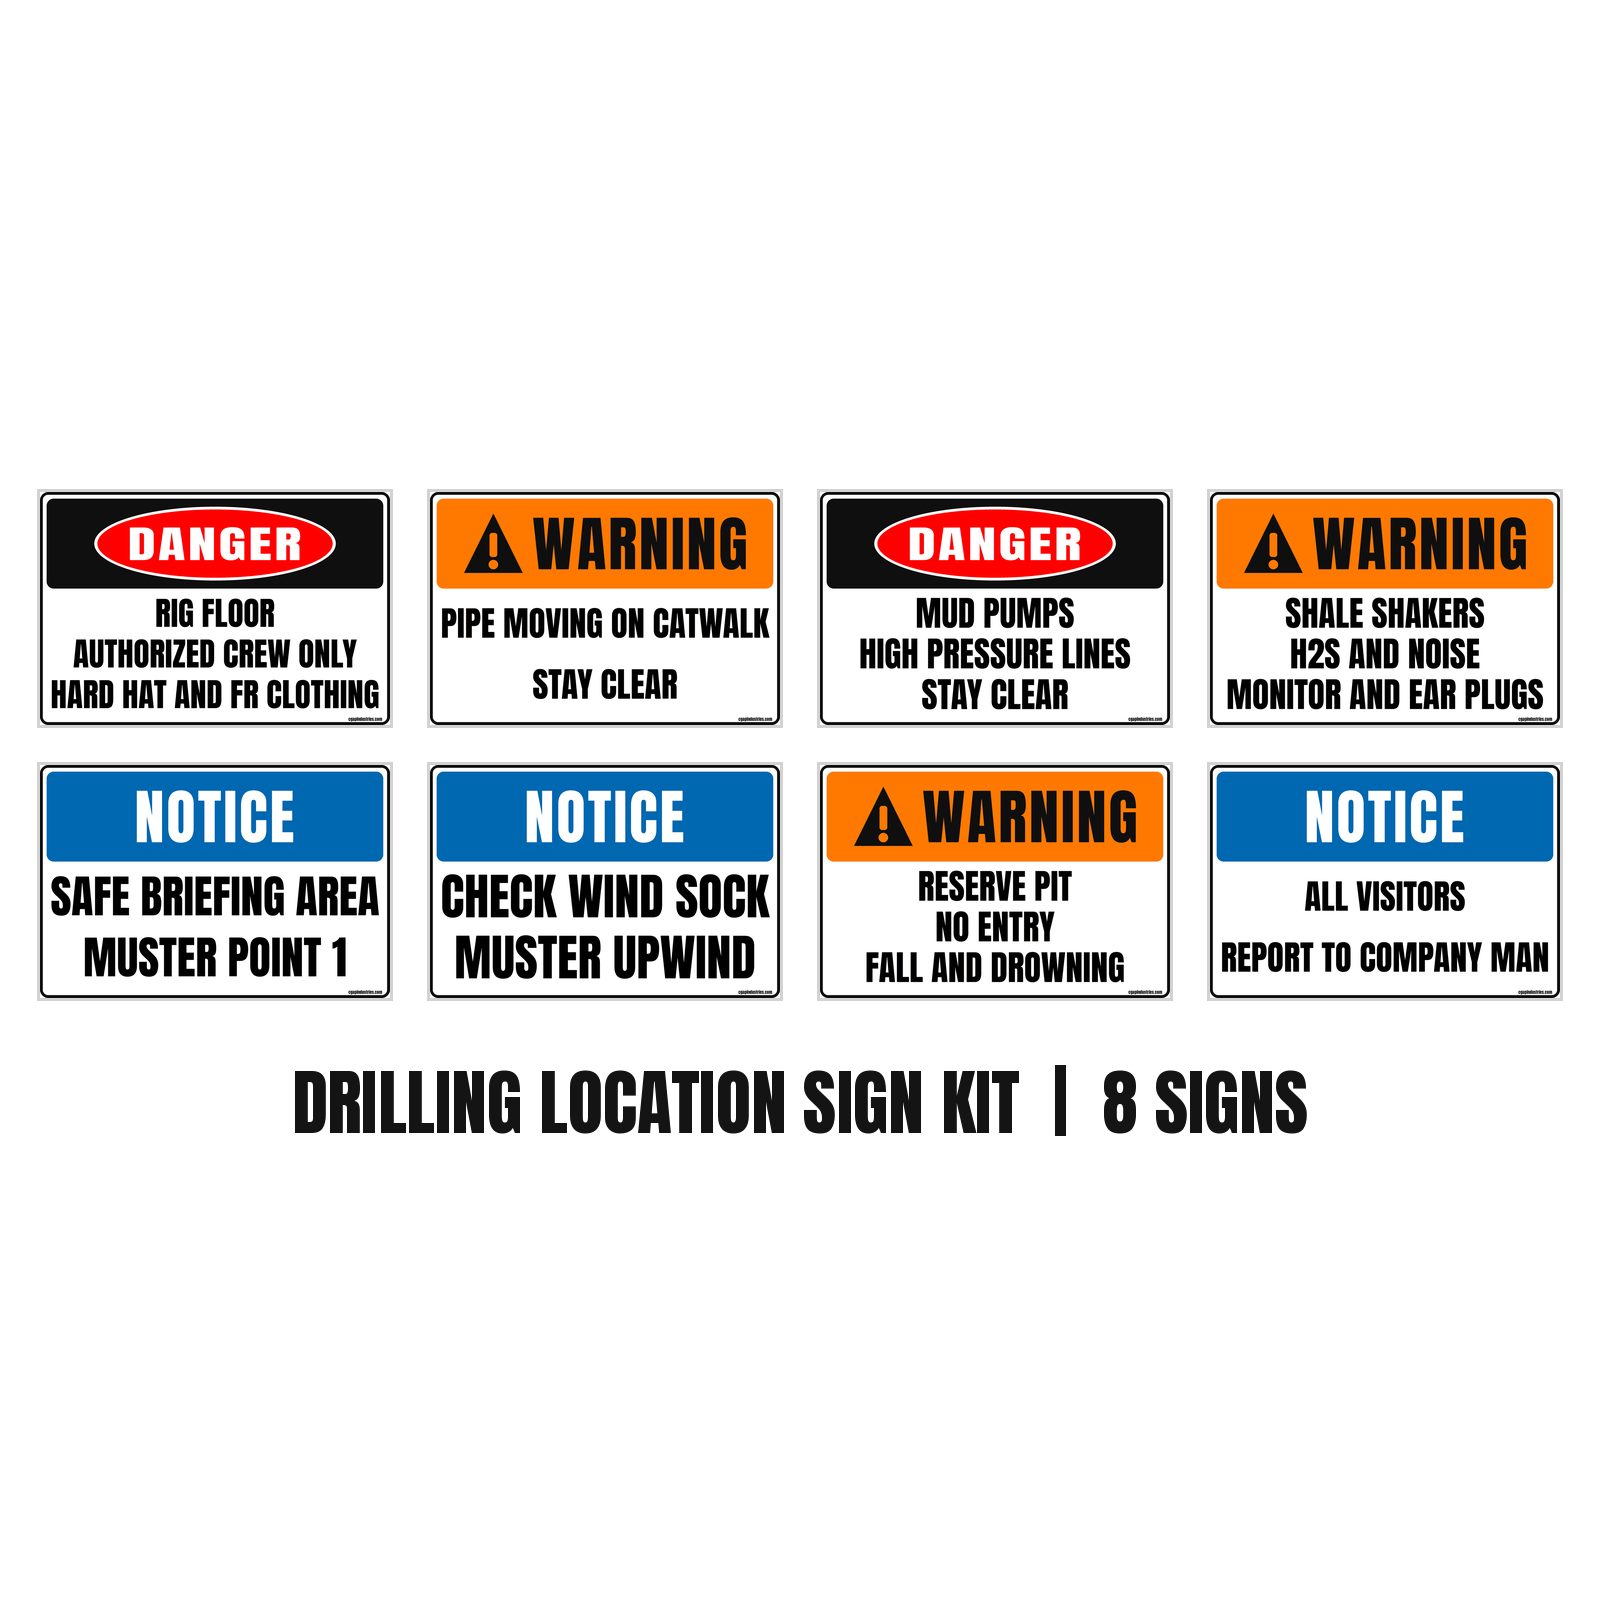 DANGER
RIG FLOOR
AUTHORIZED CREW ONLY
HARD HAT AND FR CLOTHING
WARNING
PIPE MOVING ON CATWALK
STAY CLEAR
DANGER
MUD PUMPS
HIGH PRESSURE LINES
STAY CLEAR
WARNING
SHALE SHAKERS
H2S AND NOISE
MONITOR AND EAR PLUGS
NOTICE
SAFE BRIEFING AREA
MUSTER POINT 1
NOTICE
CHECK WIND SOCK
MUSTER UPWIND
WARNING
RESERVE PIT
NO ENTRY
FALL AND DROWNING
NOTICE
ALL VISITORS
REPORT TO COMPANY MAN
DRILLING LOCATION SIGN KIT | 8 SIGNS